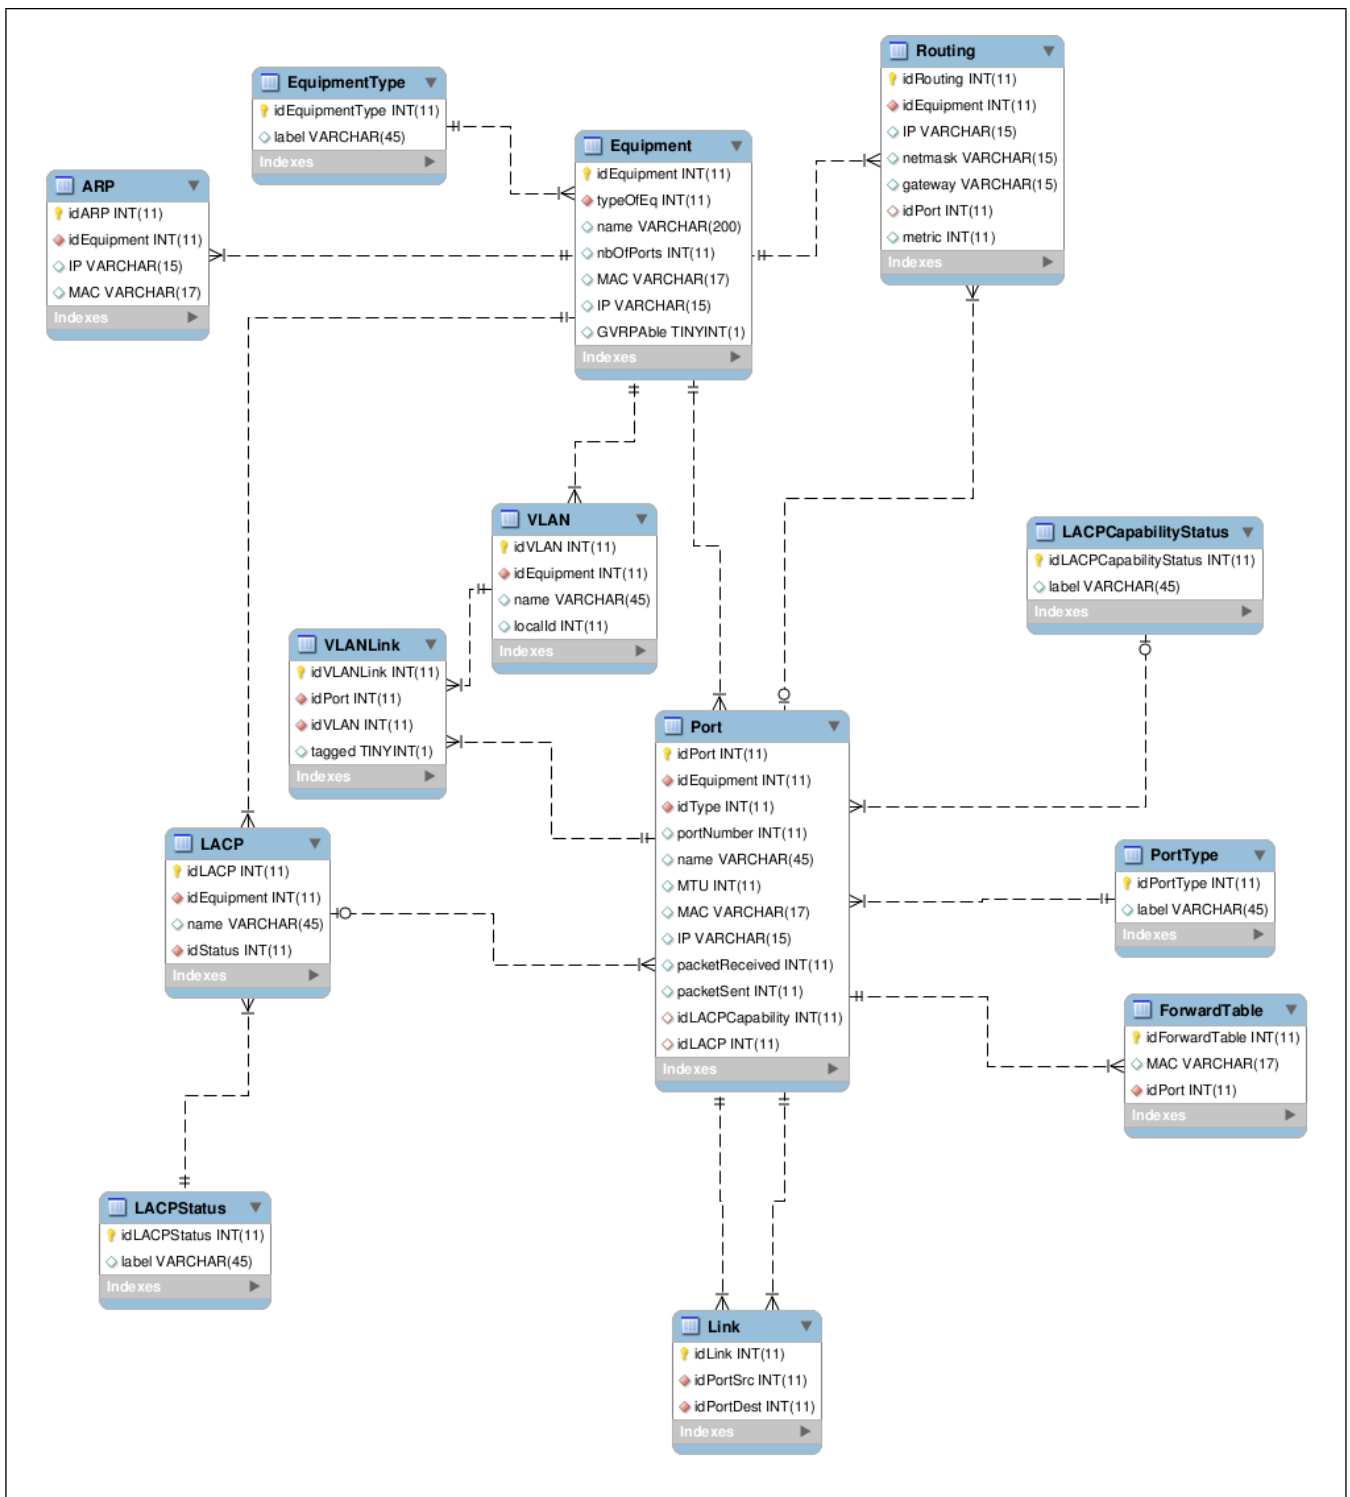 Routing
idRouting INT(11)
idEquipment INT(11)
IP VARCHAR(15)
netmask VARCHAR(15)
gateway VARCHAR(15)
idPort INT(11)
metric INT(11)
Indexes
EquipmentType
idEquipmentType INT(11)
label VARCHAR(45)
Indexes
Equipment
idEquipment INT(11)
typeOfEq INT(11)
name VARCHAR(200)
nbOfPorts INT(11)
MAC VARCHAR(17)
IP VARCHAR(15)
GVRPAble TINYINT(1)
Indexes
ARP
idARP INT(11)
idEquipment INT(11)
IP VARCHAR(15)
MAC VARCHAR(17)
Indexes
VLAN
idVLAN INT(11)
idEquipment INT(11)
name VARCHAR(45)
localId INT(11)
Indexes
LACPCapabilityStatus
idLACPCapabilityStatus INT(11)
label VARCHAR(45)
Indexes
VLANLink
idVLANLink INT(11)
idPort INT(11)
idVLAN INT(11)
tagged TINYINT(1)
Indexes
Port
idPort INT(11)
idEquipment INT(11)
idType INT(11)
portNumber INT(11)
name VARCHAR(45)
MTU INT(11)
MAC VARCHAR(17)
IP VARCHAR(15)
packetReceived INT(11)
packetSent INT(11)
idLACPCapability INT(11)
idLACP INT(11)
Indexes
LACP
idLACP INT(11)
idEquipment INT(11)
name VARCHAR(45)
idStatus INT(11)
Indexes
PortType
idPortType INT(11)
label VARCHAR(45)
Indexes
ForwardTable
idForwardTable INT(11)
MAC VARCHAR(17)
idPort INT(11)
Indexes
LACPStatus
idLACPStatus INT(11)
label VARCHAR(45)
Indexes
Link
idLink INT(11)
idPortSrc INT(11)
idPortDest INT(11)
Indexes